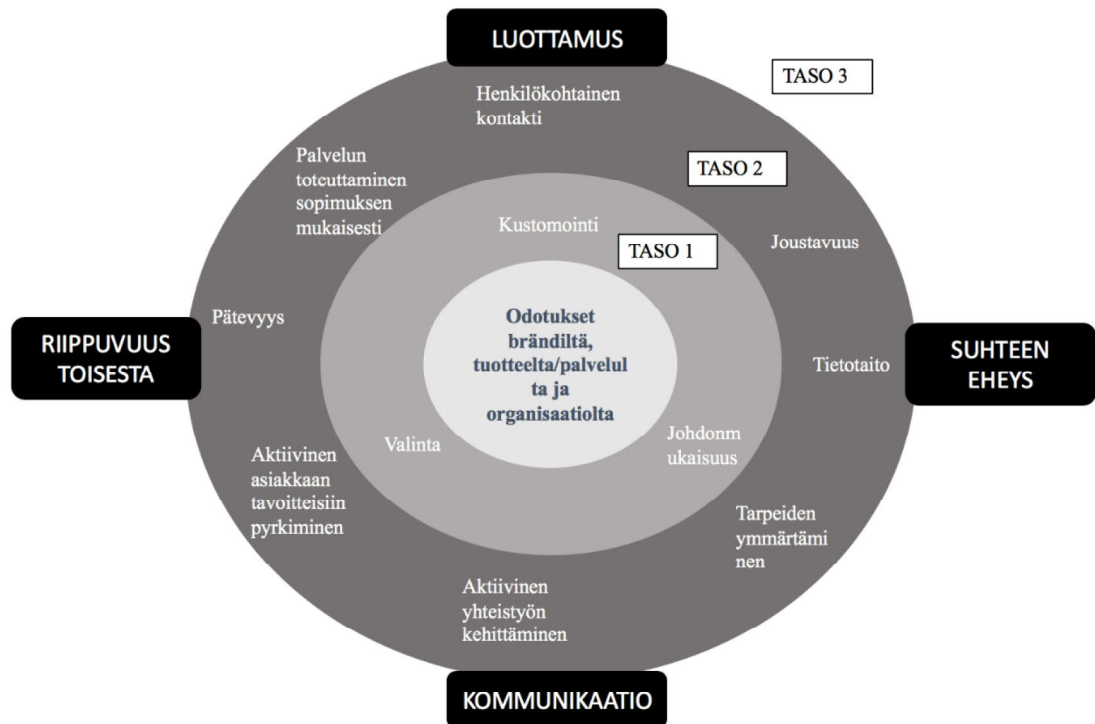 LUOTTAMUS
TASO 3
Henkilökohtainen
kontakti
Palvelun
toteuttaminen
sopimuksen
mukaisesti
TASO 2
Kustomointi
TASO 1
Joustavuus
Pätevyys
RIIPPUVUUS
TOISESTA
Odotukset
brändiltä,
tuotteelta/palvelul
ta ja
organisaatiolta
Tietotaito
SUHTEEN
EHEYS
Valinta
Johdonm
ukaisuus
Aktiivinen
asiakkaan
tavoitteisiin
pyrkiminen
Tarpeiden
ymmärtämi
nen
Aktiivinen
yhteistyön
kehittäminen
KOMMUNIKAATIO